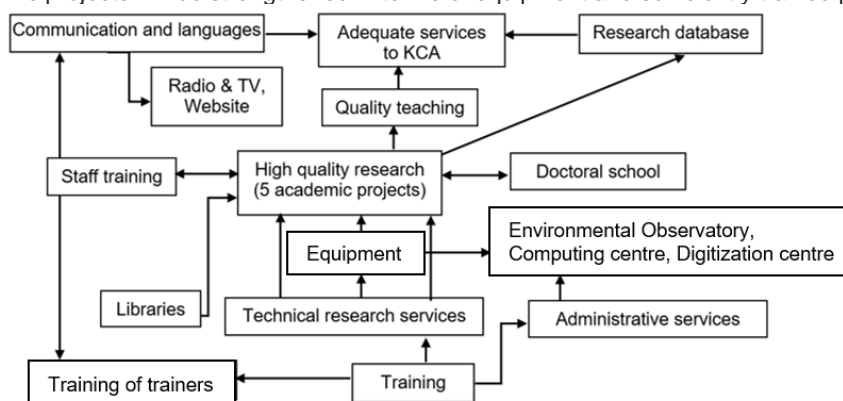 Communication and languages
Adequate services
to KCA
Research database
Radio & TV,
Website
Quality teaching
Staff training
High quality research
(5 academic projects)
Doctoral school
Equipment
Environmental Observatory,
Computing centre, Digitization centre
Libraries
Technical research services
Administrative services
Training of trainers
Training